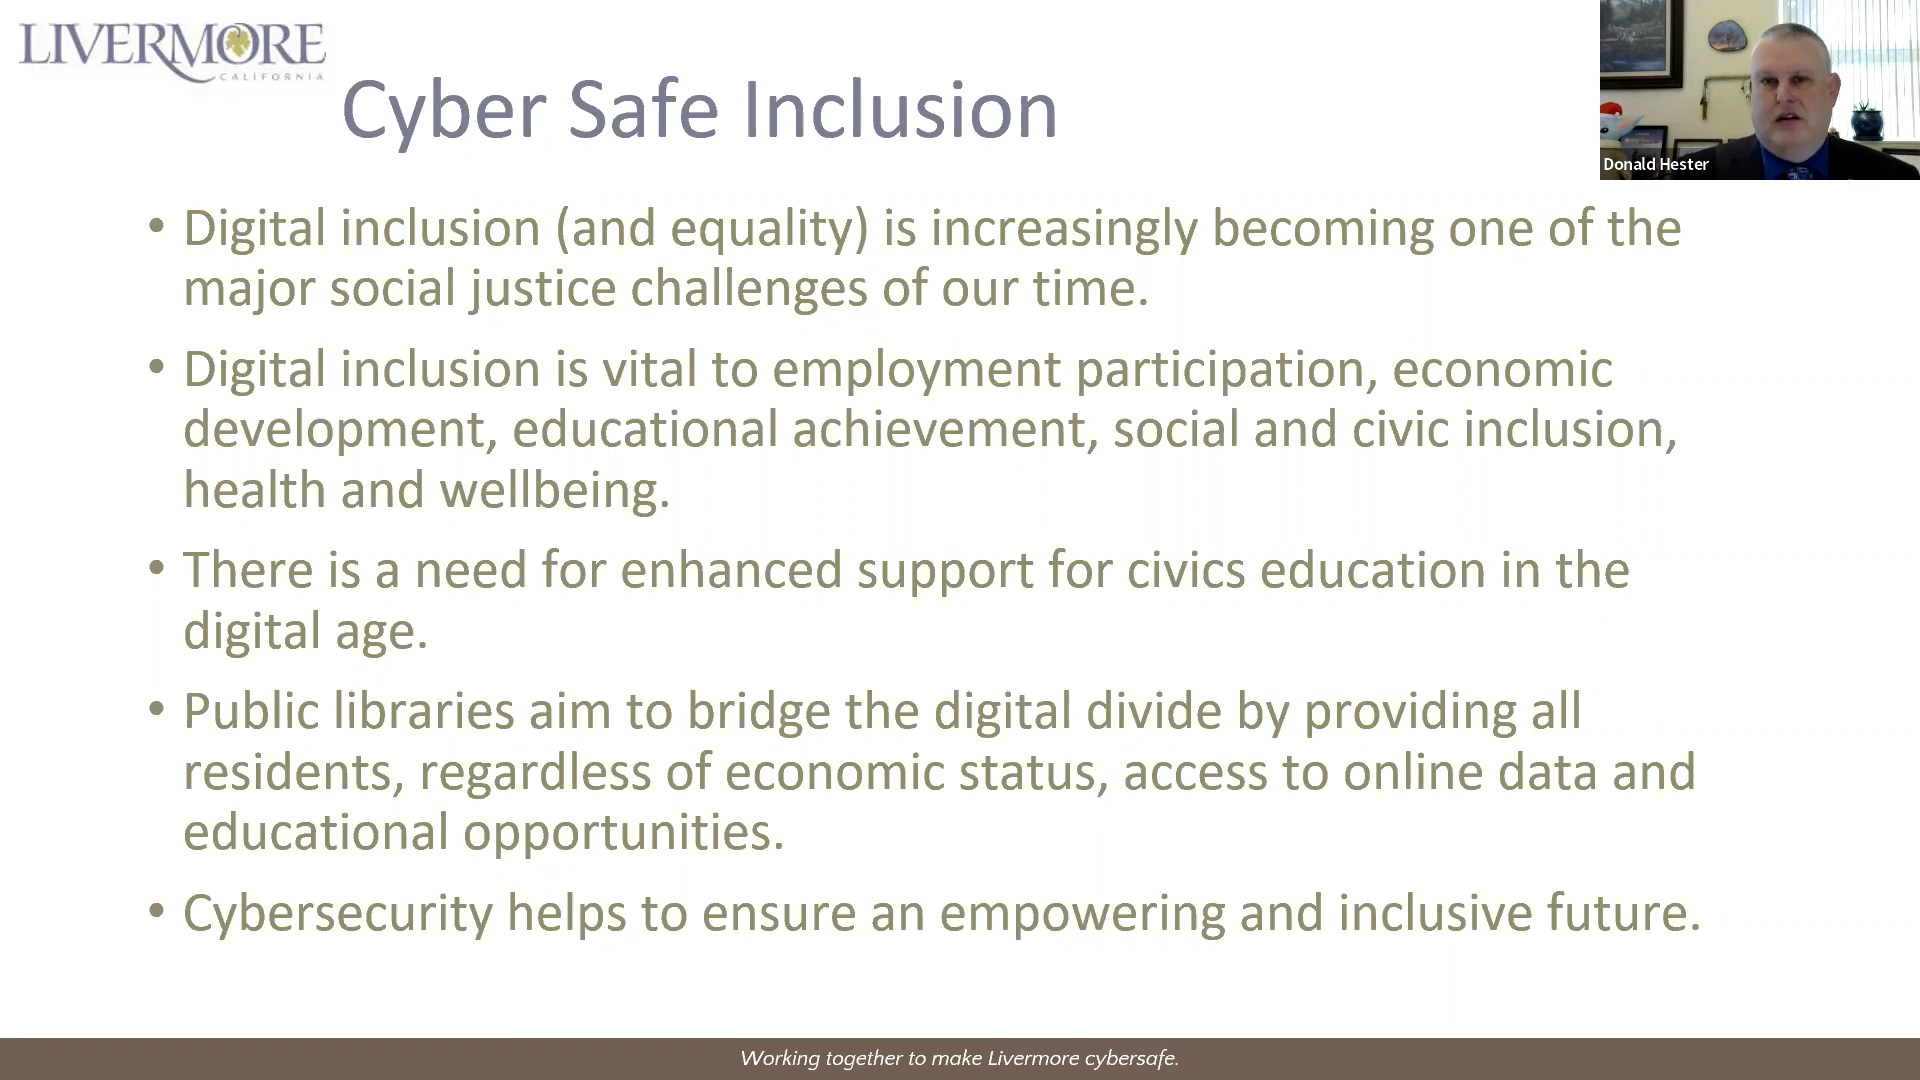 LIVERMORE
CALIFORNIA
Cyber Safe Inclusion
Donald Hester
• Digital inclusion (and equality) is increasingly becoming one of the
major social justice challenges of our time.
• Digital inclusion is vital to employment participation, economic
development, educational achievement, social and civic inclusion,
health and wellbeing.
• There is a need for enhanced support for civics education in the
digital age.
• Public libraries aim to bridge the digital divide by providing all
residents, regardless of economic status, access to online data and
educational opportunities.
• Cybersecurity helps to ensure an empowering and inclusive future.
Working together to make Livermore cybersafe.